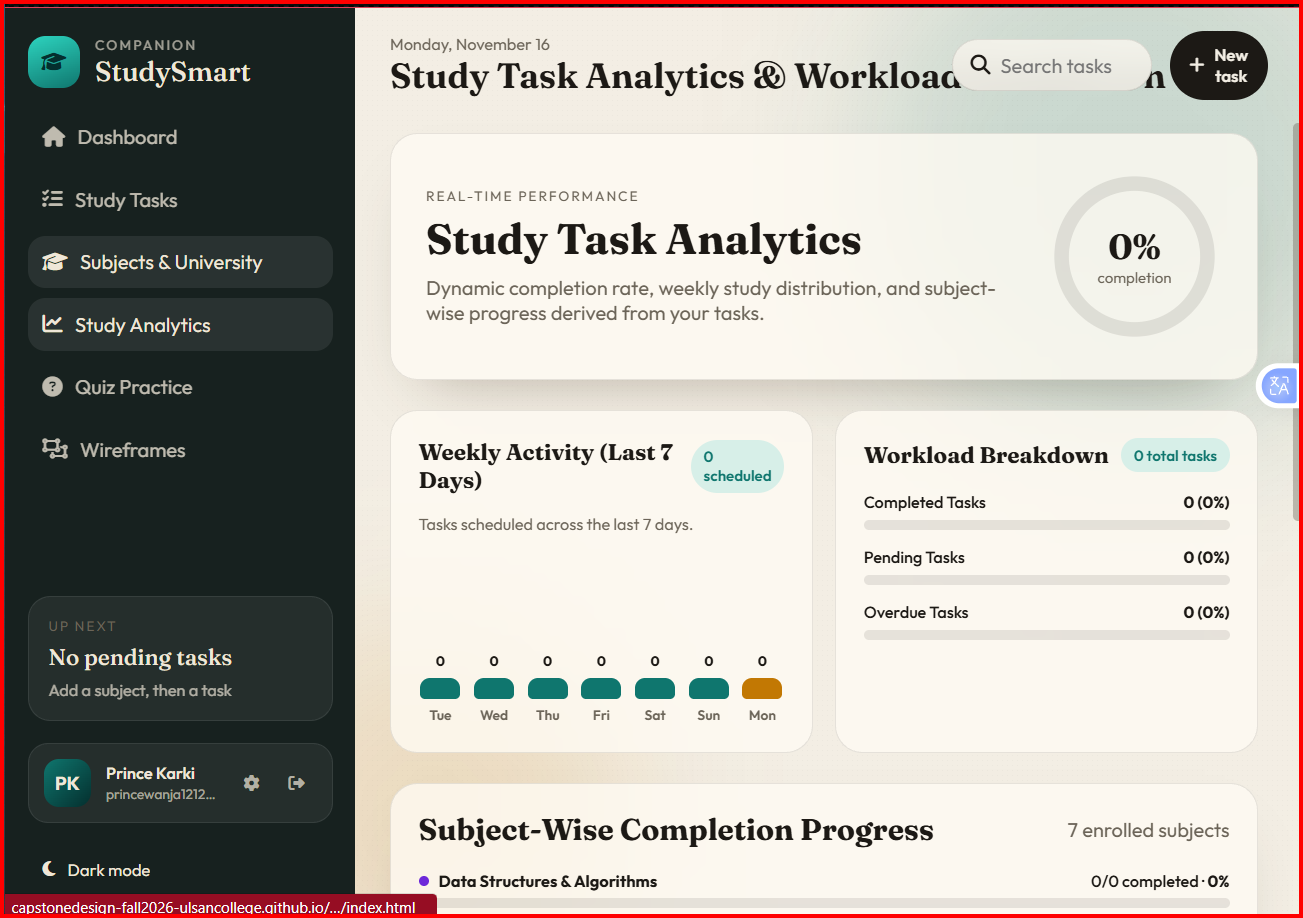 COMPANION
StudySmart
Dashboard
Study Tasks
Subjects & University
Study Analytics
Quiz Practice
Wireframes
UP NEXT
No pending tasks
Add a subject, then a task
PK
Prince Karki
princewanja1212...
Dark mode
capstonedesign-fall2026-ulsancollege.github.io/.../index.html
Monday, November 16
Study Task Analytics & Workload n
Search tasks
+ New
task
REAL-TIME PERFORMANCE
Study Task Analytics
Dynamic completion rate, weekly study distribution, and subject-
wise progress derived from your tasks.
0%
completion
Weekly Activity (Last 7
Days)
0
scheduled
Tasks scheduled across the last 7 days.
0 0 0 0 0 0 0
Tue Wed Thu Fri Sat Sun Mon
Workload Breakdown
0 total tasks
Completed Tasks 0 (0%)
Pending Tasks 0 (0%)
Overdue Tasks 0 (0%)
Subject-Wise Completion Progress
7 enrolled subjects
Data Structures & Algorithms
0/0 completed · 0%